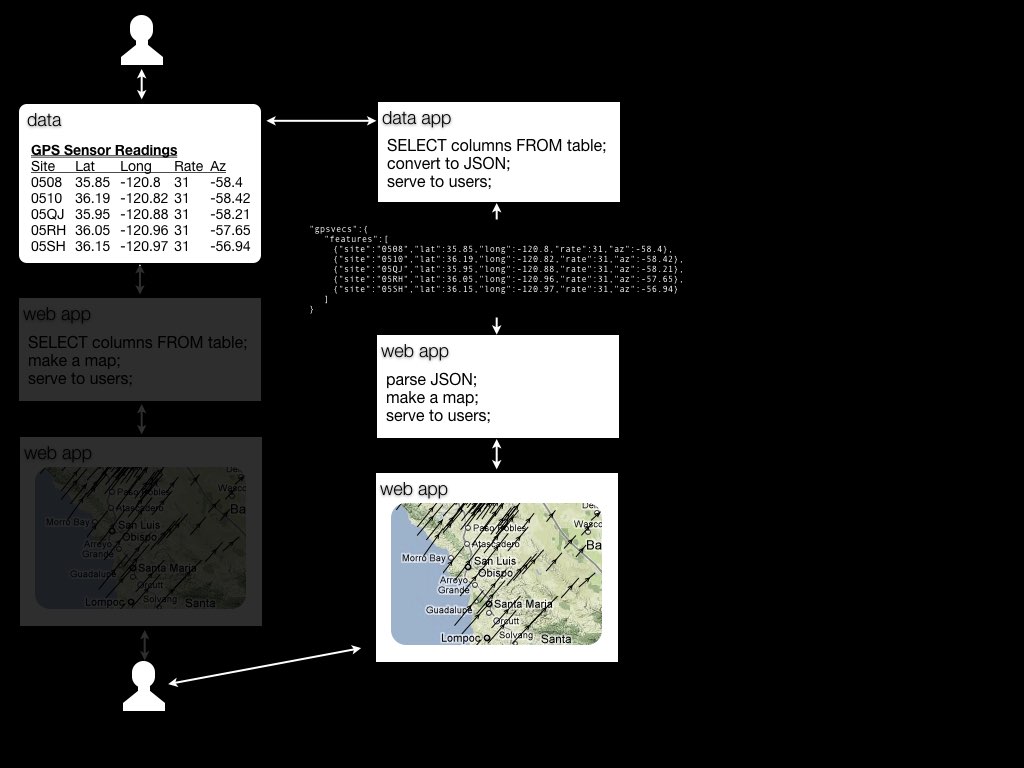 data
GPS Sensor Readings
Site Lat Long Rate Az
0508 35.85 -120.8 31 -58.4
0510 36.19 -120.82 31 -58.42
05QJ 35.95 -120.88 31 -58.21
05RH 36.05 -120.96 31 -57.65
05SH 36.15 -120.97 31 -56.94
web app
SELECT columns FROM table;
make a map;
serve to users;
web app
Paso Robles
Atascadero
Morro Bay
San Luis
Obispo
Arroyo
Grande
Guadalupe
Santa Maria
Orcutt
Lompoc
Solvang
Santa
De
Wasco
Ba
data app
SELECT columns FROM table;
convert to JSON;
serve to users;
"gpsvecs":{
"features":[
{"site":"0508","lat":35.85,"long":-120.8,"rate":31,"az":-58.4},
{"site":"0510","lat":36.19,"long":-120.82,"rate":31,"az":-58.42},
{"site":"05QJ","lat":35.95,"long":-120.88,"rate":31,"az":-58.21},
{"site":"05RH","lat":36.05,"long":-120.96,"rate":31,"az":-57.65},
{"site":"05SH","lat":36.15,"long":-120.97,"rate":31,"az":-56.94}
]
}
web app
parse JSON;
make a map;
serve to users;
web app
Paso Robles
Atascadero
Morro Bay
San Luis
Obispo
Arroyo
Grande
Guadalupe
Santa Maria
Orcutt
Lompoc
Solvang
Santa
De
Wasco
Ba